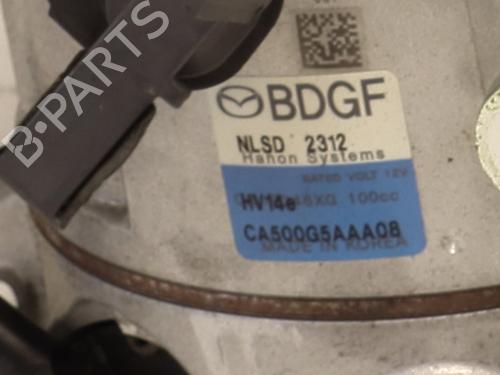 B-PARTS
BDGF
NLSD 2312
Hanon Systems
RATED VOLT 12V
HV14e 100cc
CA500G5AAA08
MADE IN KOREA